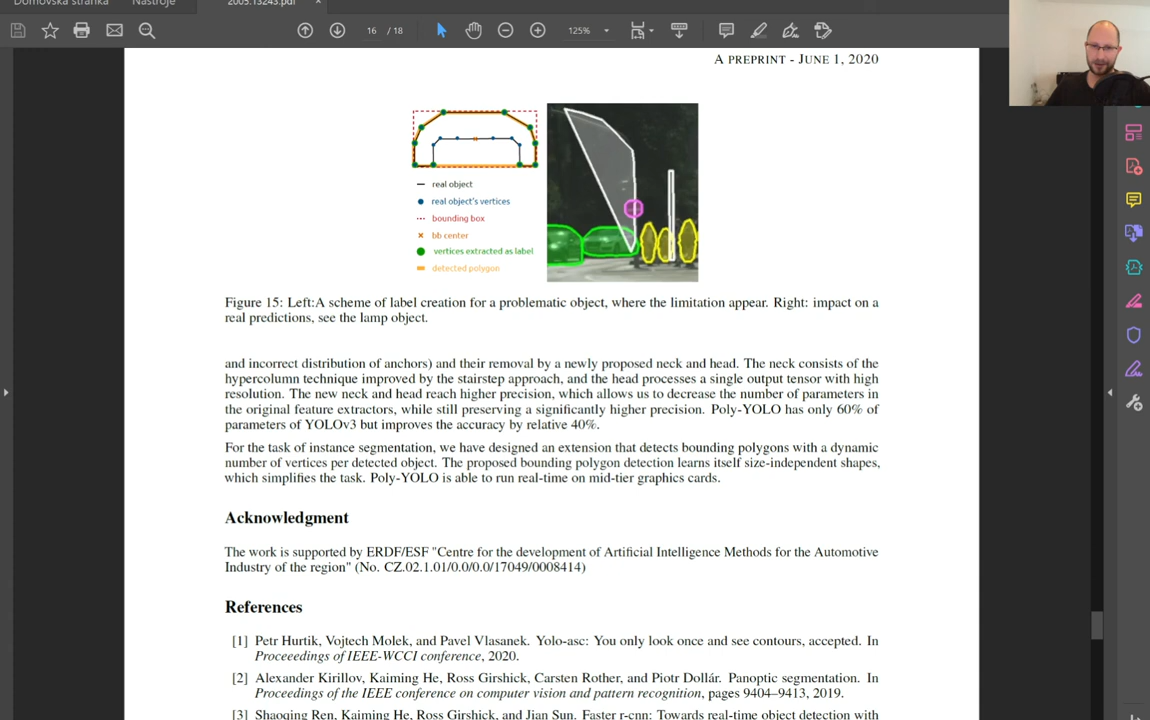 Domovská stránka Nástroje 2005.13243.pdf ×
16 / 18 125%
A PREPRINT - JUNE 1, 2020
real object
real object's vertices
bounding box
bb center
vertices extracted as label
detected polygon
Figure 15: Left:A scheme of label creation for a problematic object, where the limitation appear. Right: impact on a
real predictions, see the lamp object.
and incorrect distribution of anchors) and their removal by a newly proposed neck and head. The neck consists of the
hypercolumn technique improved by the stairstep approach, and the head processes a single output tensor with high
resolution. The new neck and head reach higher precision, which allows us to decrease the number of parameters in
the original feature extractors, while still preserving a significantly higher precision. Poly-YOLO has only 60% of
parameters of YOLOv3 but improves the accuracy by relative 40%.
For the task of instance segmentation, we have designed an extension that detects bounding polygons with a dynamic
number of vertices per detected object. The proposed bounding polygon detection learns itself size-independent shapes,
which simplifies the task. Poly-YOLO is able to run real-time on mid-tier graphics cards.
Acknowledgment
The work is supported by ERDF/ESF "Centre for the development of Artificial Intelligence Methods for the Automotive
Industry of the region" (No. CZ.02.1.01/0.0/0.0/17049/0008414)
References
[1] Petr Hurtik, Vojtech Molek, and Pavel Vlasanek. Yolo-asc: You only look once and see contours, accepted. In
Proceeedings of IEEE-WCCI conference, 2020.
[2] Alexander Kirillov, Kaiming He, Ross Girshick, Carsten Rother, and Piotr Dollár. Panoptic segmentation. In
Proceedings of the IEEE conference on computer vision and pattern recognition, pages 9404–9413, 2019.
[3] Shaoqing Ren, Kaiming He, Ross Girshick, and Jian Sun. Faster r-cnn: Towards real-time object detection with